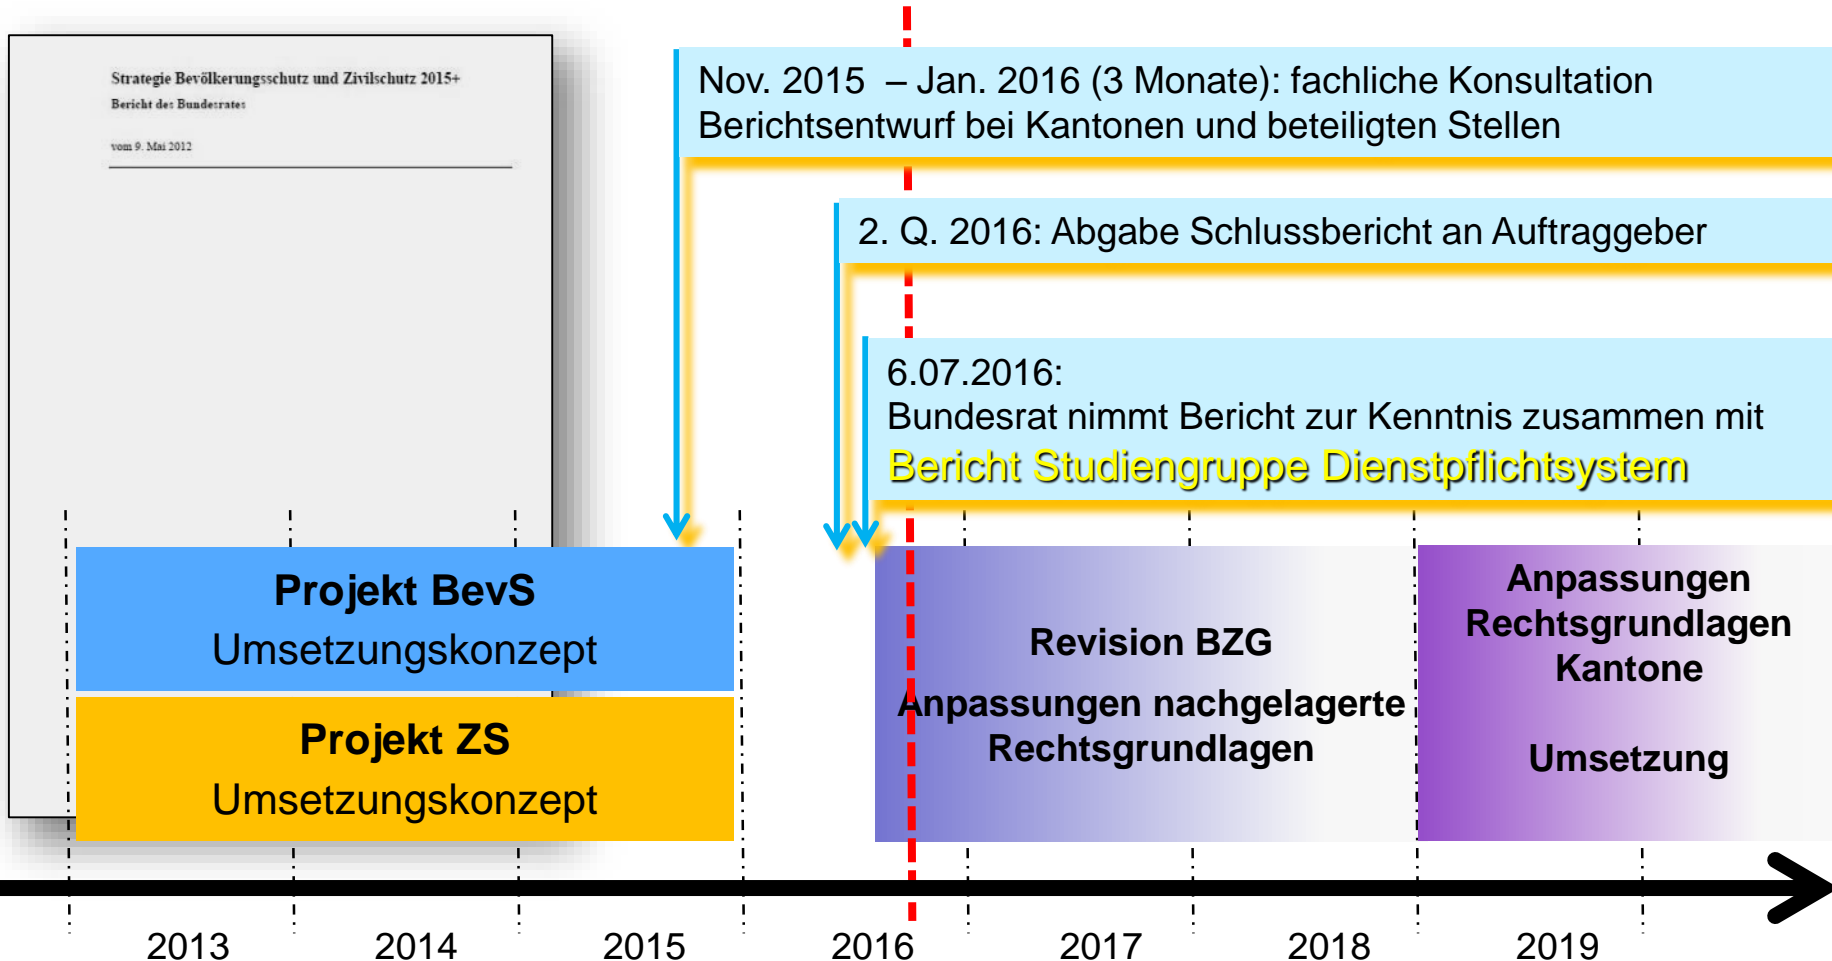 Strategie Bevölkerungsschutz und Zivilschutz 2015+
Bericht des Bundesrates
vom 9. Mai 2012
Nov. 2015 – Jan. 2016 (3 Monate): fachliche Konsultation
Berichtsentwurf bei Kantonen und beteiligten Stellen
2. Q. 2016: Abgabe Schlussbericht an Auftraggeber
6.07.2016:
Bundesrat nimmt Bericht zur Kenntnis zusammen mit
Bericht Studiengruppe Dienstpflichtsystem
Projekt BevS
Umsetzungskonzept
Projekt ZS
Umsetzungskonzept
Revision BZG
Anpassungen nachgelagerte
Rechtsgrundlagen
Anpassungen
Rechtsgrundlagen
Kantone
Umsetzung
2013 2014 2015 2016 2017 2018 2019